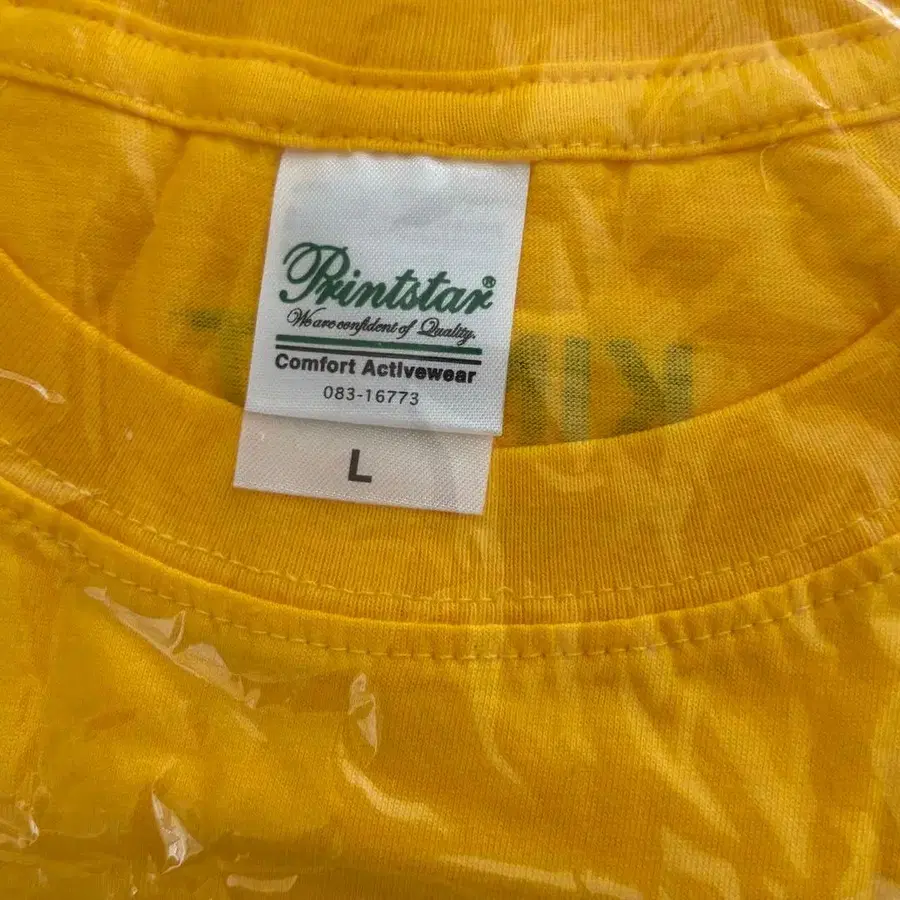 Printstar®
We are confident of Quality.
Comfort Activewear
083-16773
L